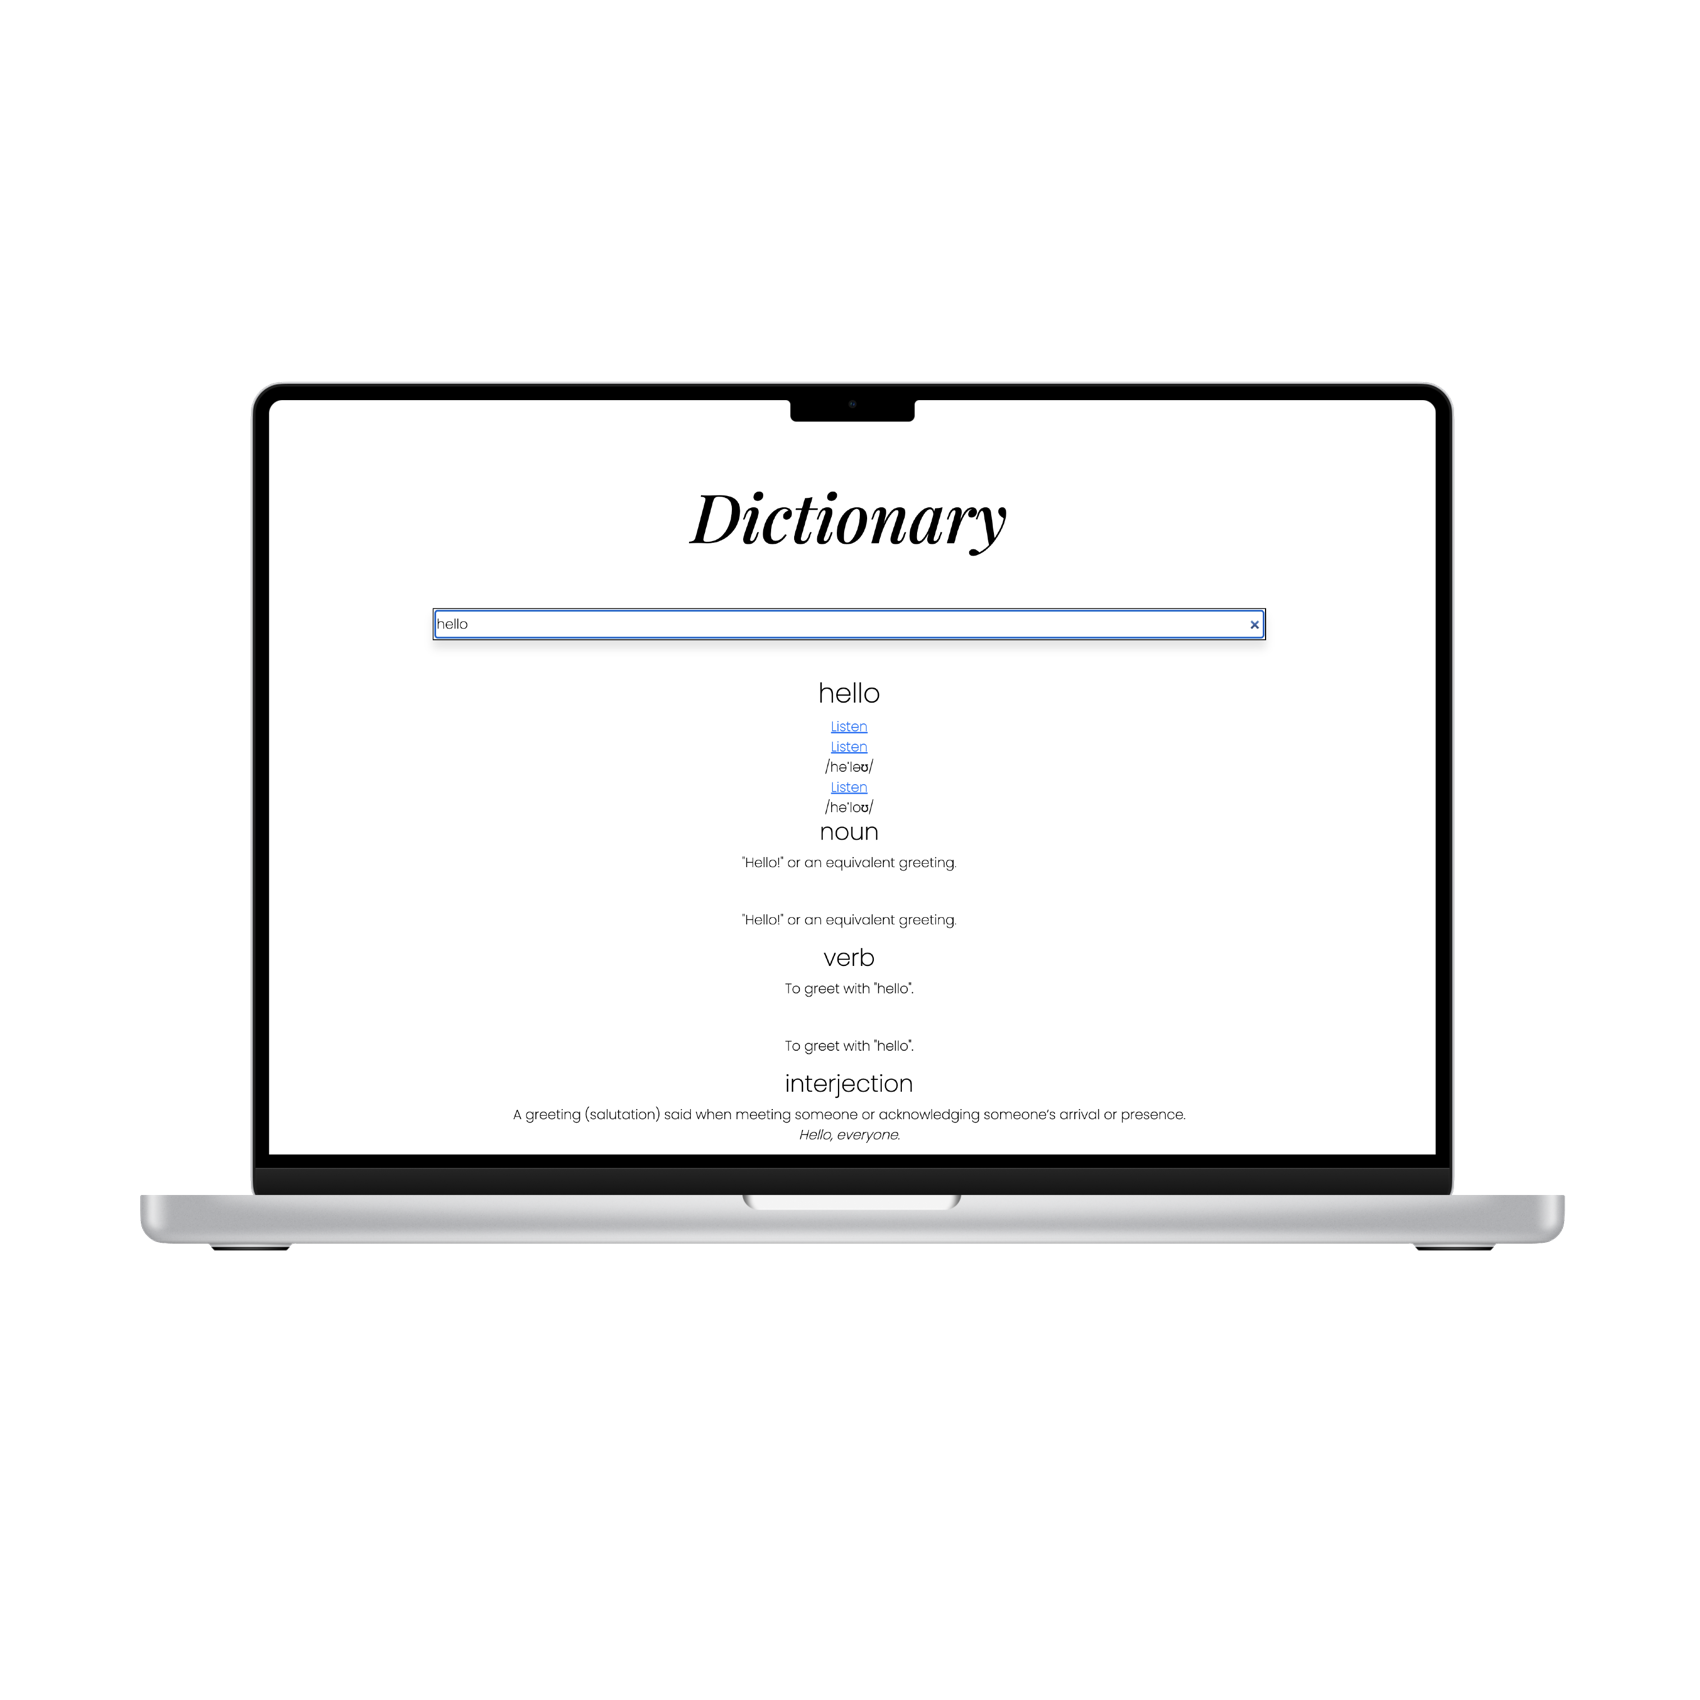 Dictionary
hello
hello
Listen
Listen
/həˈləʊ/
Listen
/həˈloʊ/
noun
"Hello!" or an equivalent greeting.
"Hello!" or an equivalent greeting.
verb
To greet with "hello".
To greet with "hello".
interjection
A greeting (salutation) said when meeting someone or acknowledging someone’s arrival or presence.
Hello, everyone.